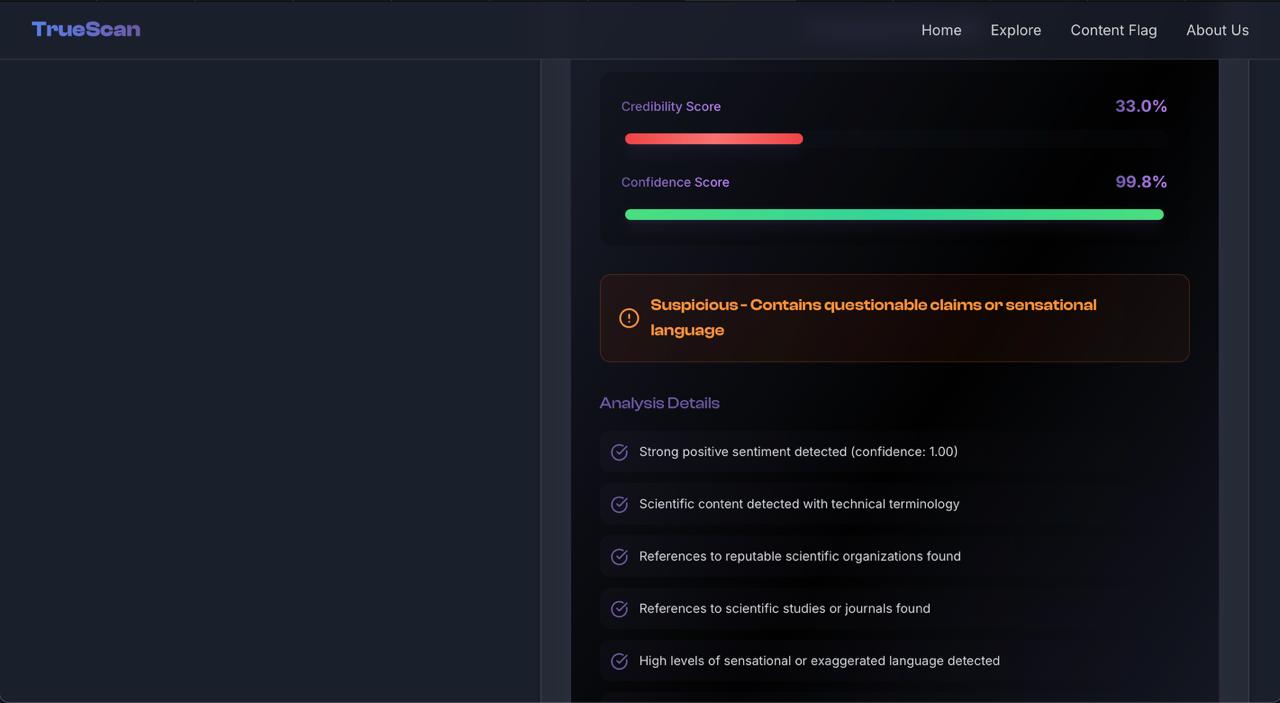 TrueScan
Home Explore Content Flag About Us
Credibility Score 33.0%
Confidence Score 99.8%
Suspicious - Contains questionable claims or sensational
language
Analysis Details
Strong positive sentiment detected (confidence: 1.00)
Scientific content detected with technical terminology
References to reputable scientific organizations found
References to scientific studies or journals found
High levels of sensational or exaggerated language detected